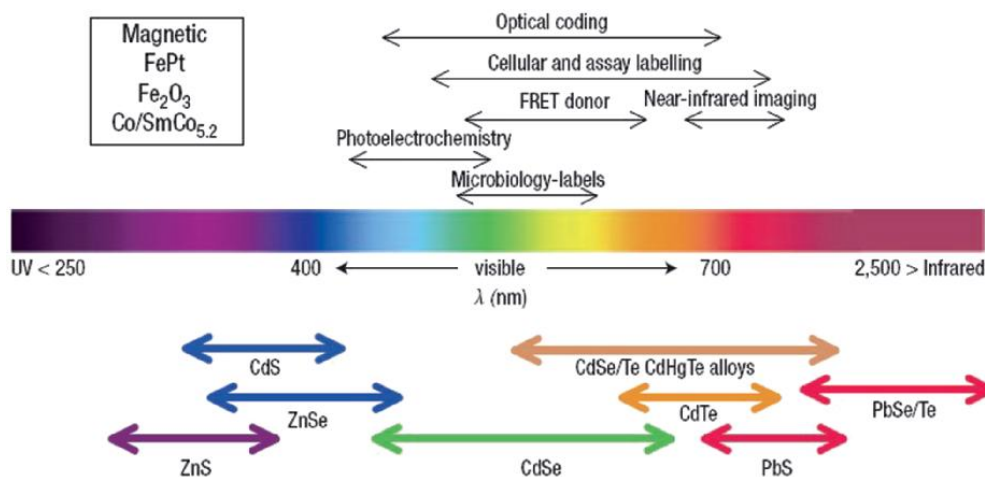 Magnetic
FePt
Fe₂O₃
Co/SmCo₅.₂
Optical coding
Cellular and assay labelling
FRET donor
Near-infrared imaging
Photoelectrochemistry
Microbiology-labels
UV < 250
400
visible
700
2,500 > Infrared
λ (nm)
CdS
CdSe/Te CdHgTe alloys
ZnSe
CdTe
PbSe/Te
ZnS
CdSe
PbS